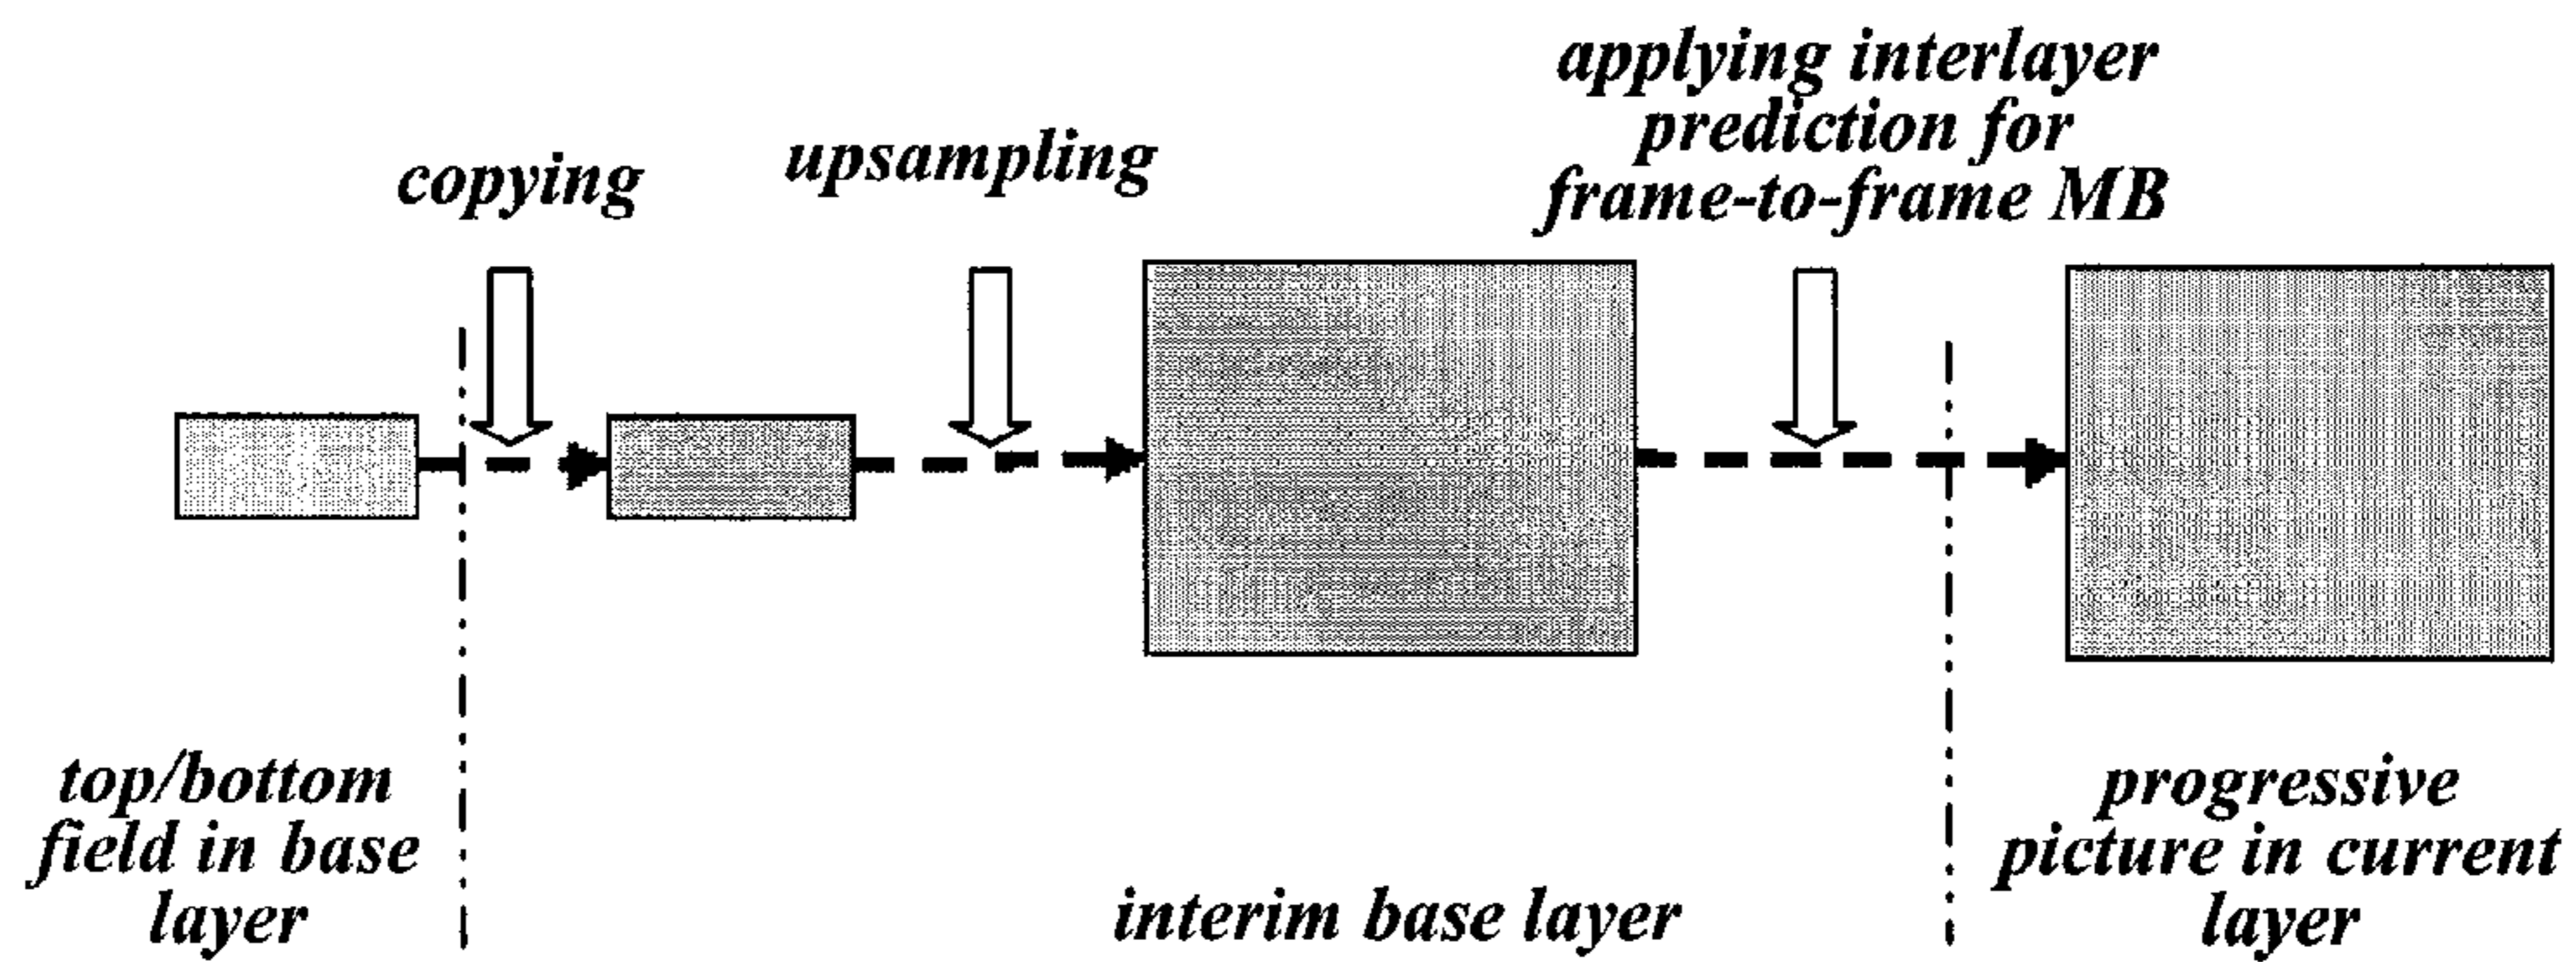 copying
upsampling
applying interlayer
prediction for
frame-to-frame MB
top/bottom
field in base
layer
interim base layer
progressive
picture in current
layer